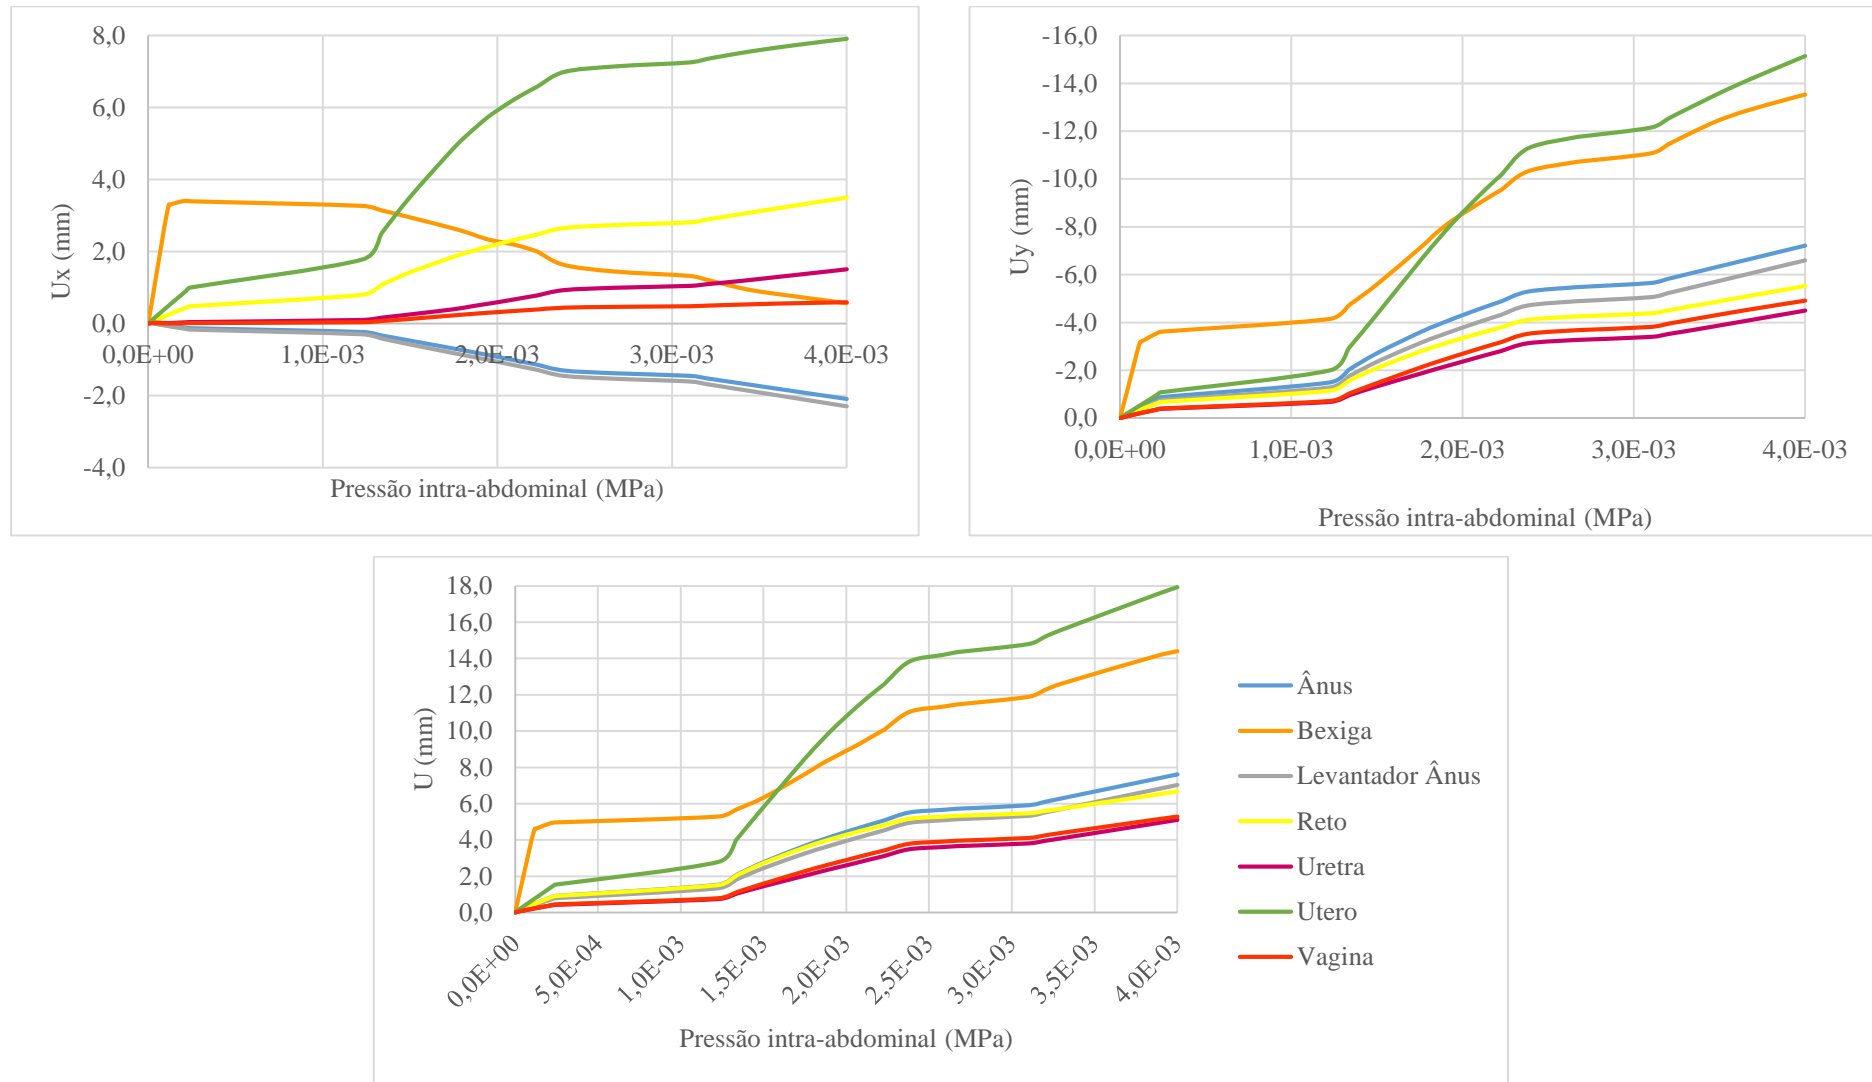 8,0
6,0
4,0
2,0
0,0
-2,0
-4,0
Ux (mm)
0,0E+00 1,0E-03 2,0E-03 3,0E-03 4,0E-03
Pressão intra-abdominal (MPa)
-16,0
-14,0
-12,0
-10,0
-8,0
-6,0
-4,0
-2,0
0,0
Uy (mm)
0,0E+00 1,0E-03 2,0E-03 3,0E-03 4,0E-03
Pressão intra-abdominal (MPa)
18,0
16,0
14,0
12,0
10,0
8,0
6,0
4,0
2,0
0,0
U (mm)
0,0E+00 5,0E-04 1,0E-03 1,5E-03 2,0E-03 2,5E-03 3,0E-03 3,5E-03 4,0E-03
Pressão intra-abdominal (MPa)
Ânus
Bexiga
Levantador Ânus
Reto
Uretra
Utero
Vagina